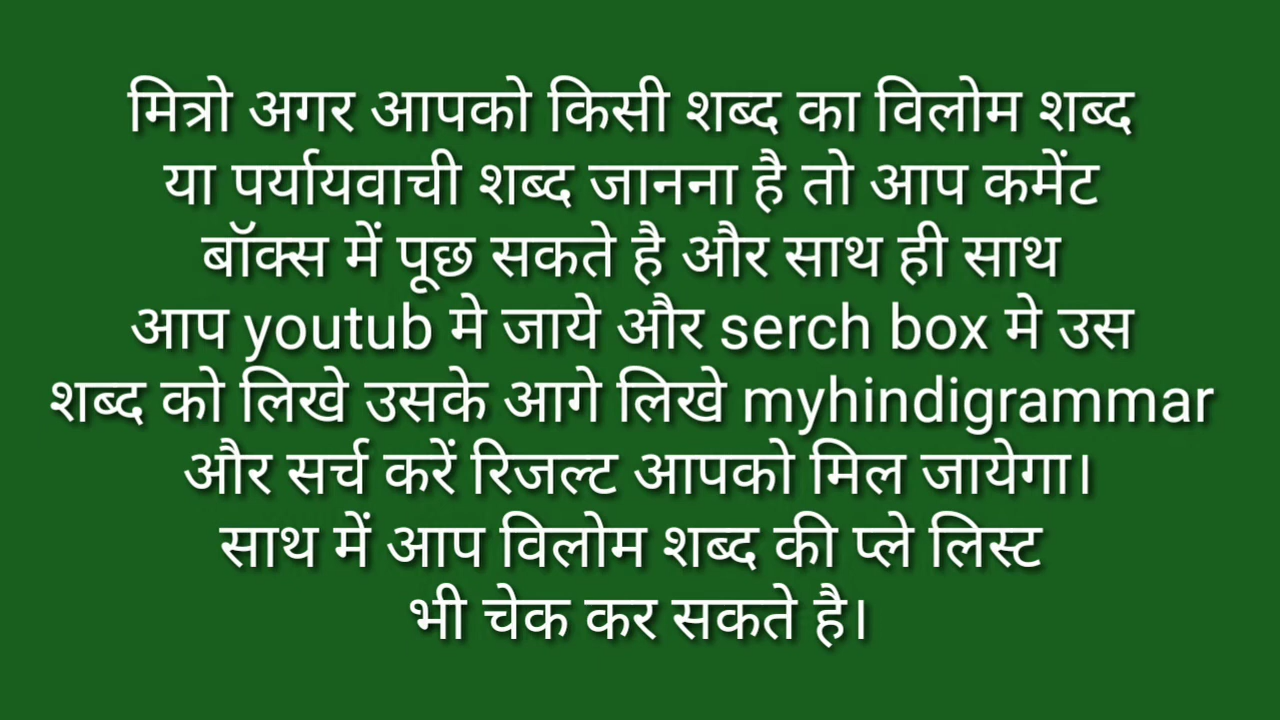 मित्रो अगर आपको किसी शब्द का विलोम शब्द
या पर्यायवाची शब्द जानना है तो आप कमेंट
बॉक्स में पूछ सकते है और साथ ही साथ
आप youtub मे जाये और serch box मे उस
शब्द को लिखे उसके आगे लिखे myhindigrammar
और सर्च करें रिजल्ट आपको मिल जायेगा।
साथ में आप विलोम शब्द की प्ले लिस्ट
भी चेक कर सकते है।